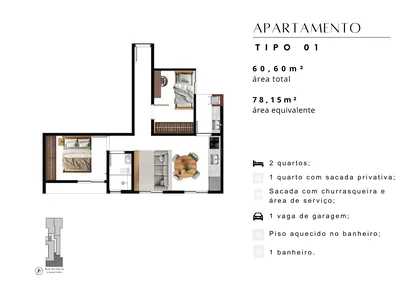 APARTAMENTO
TIPO 01
60,60m²
área total
78,15m²
área equivalente
2 quartos;
1 quarto com sacada privativa;
Sacada com churrasqueira e
área de serviço;
1 vaga de garagem;
Piso aquecido no banheiro;
1 banheiro.